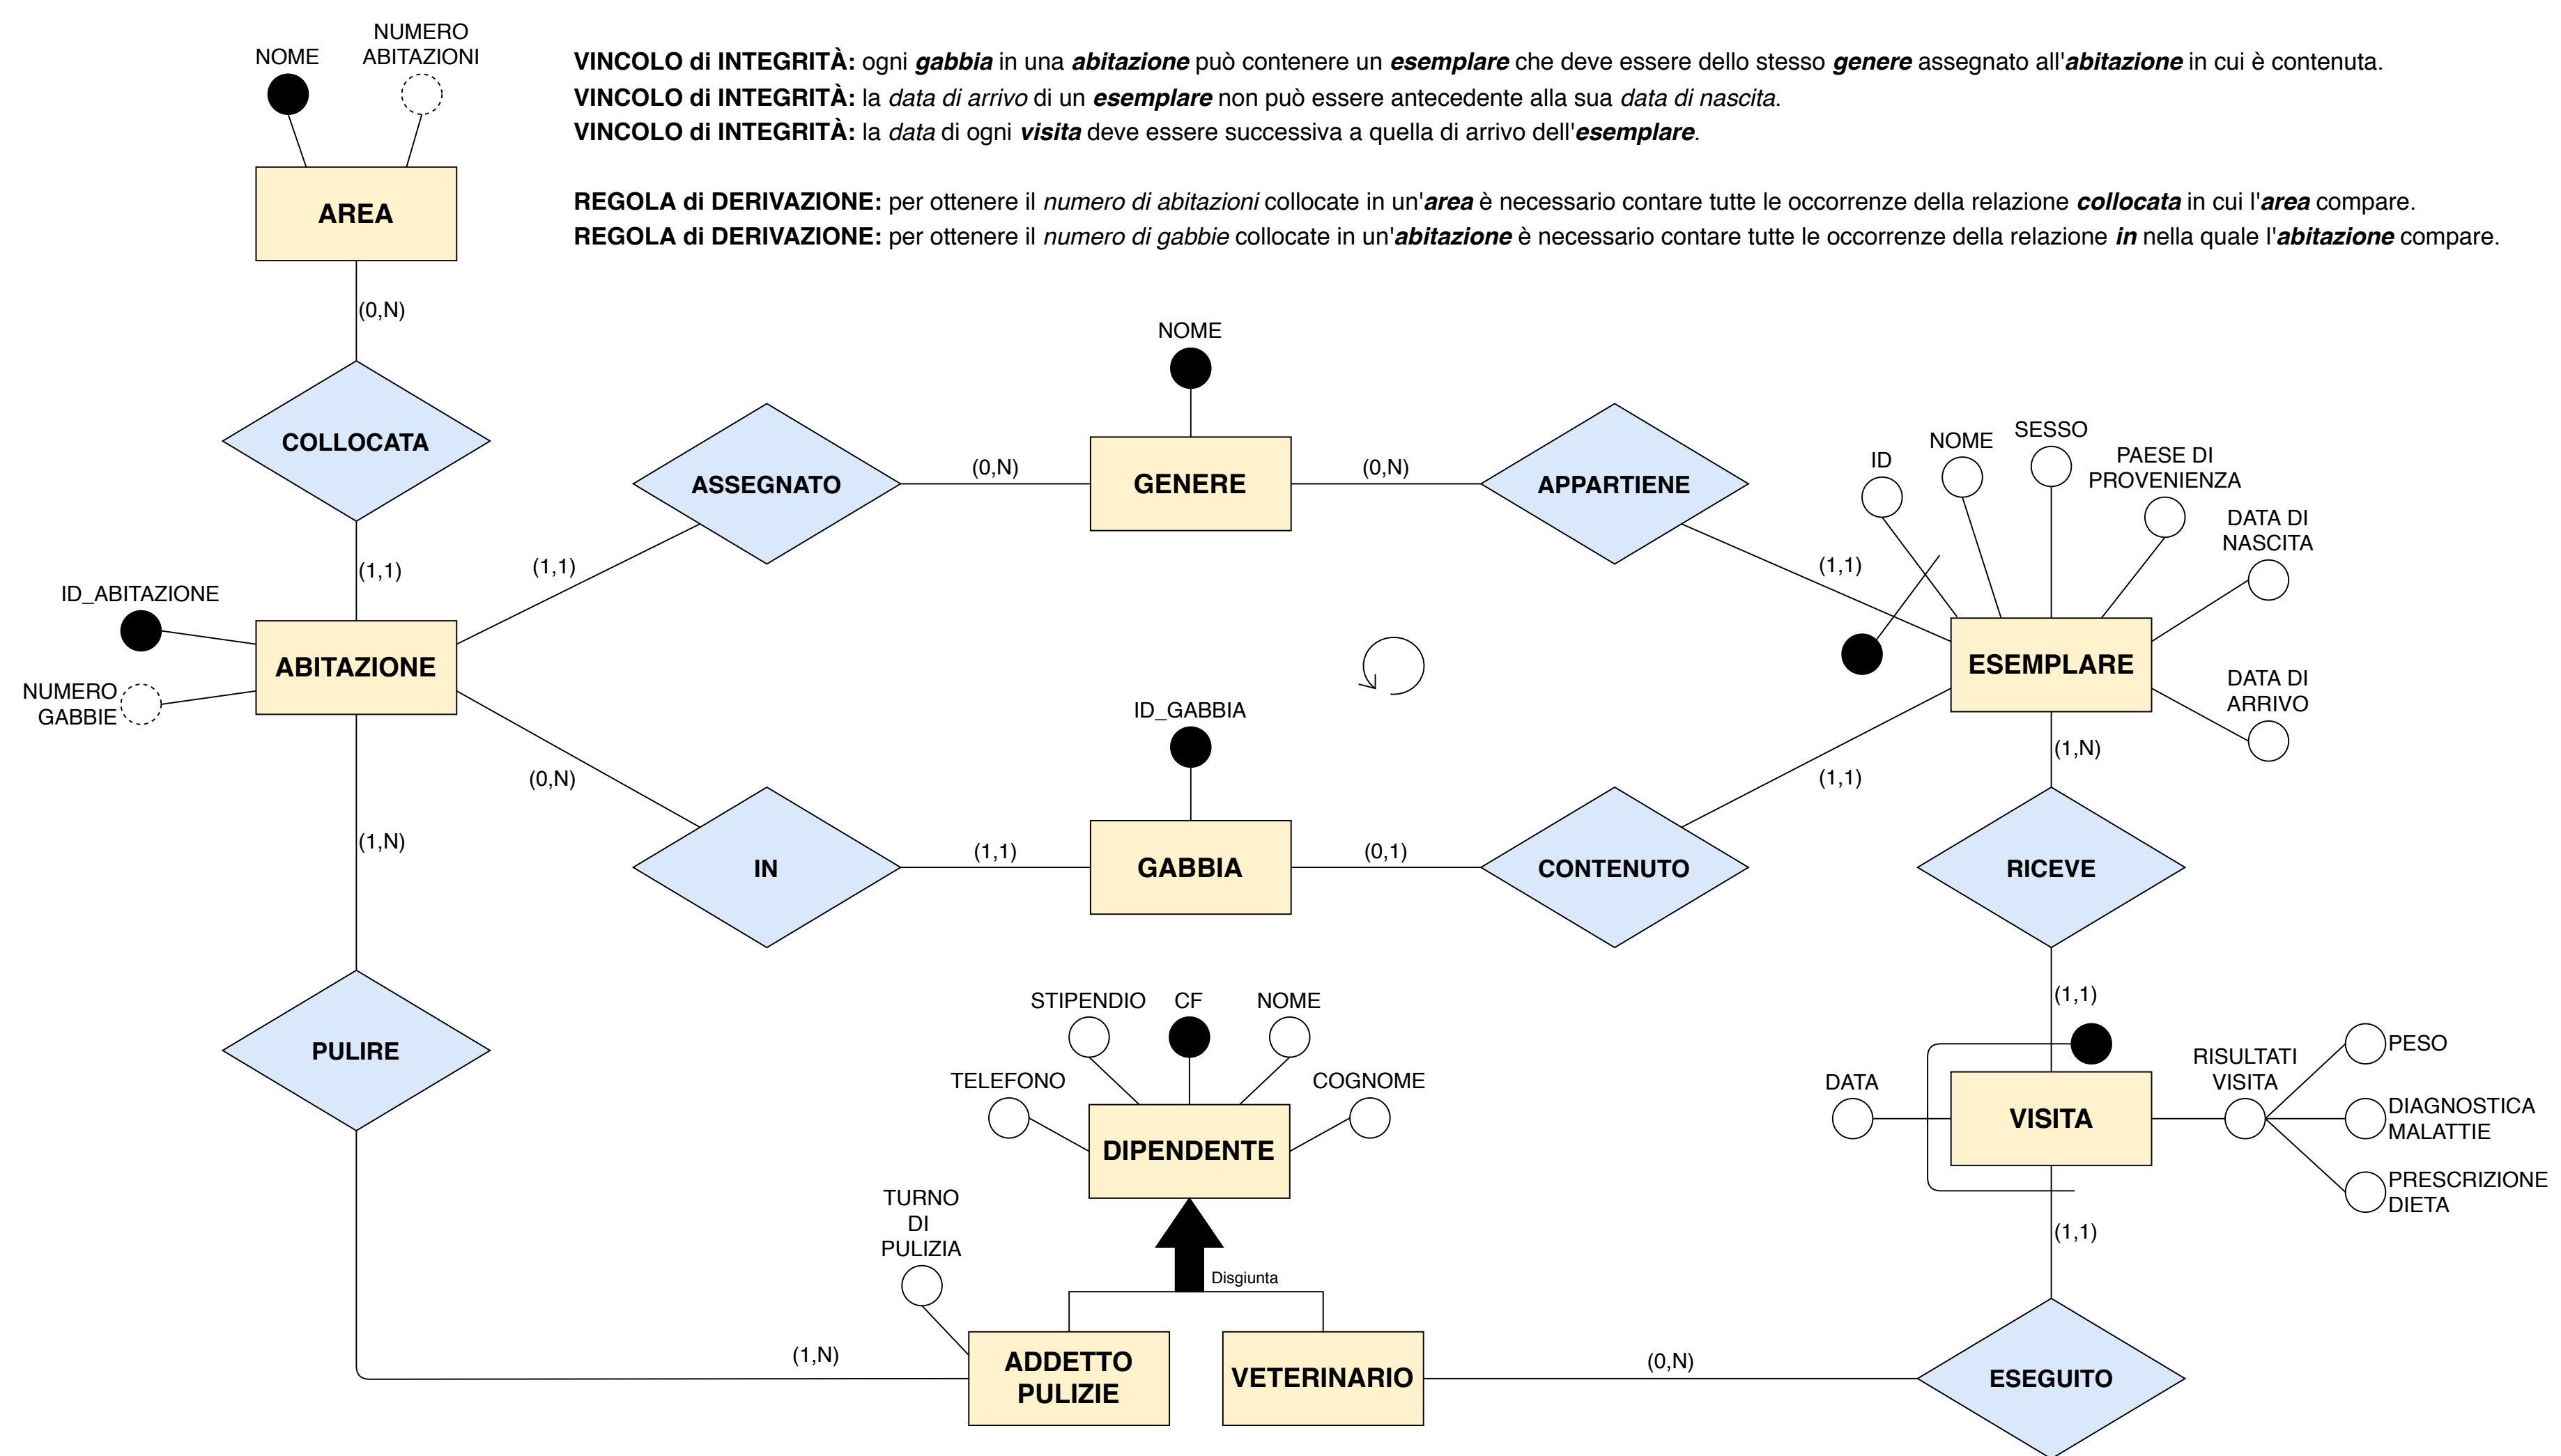 NUMERO
ABITAZIONI
NOME
VINCOLO di INTEGRITÀ: ogni gabbia in una abitazione può contenere un esemplare che deve essere dello stesso genere assegnato all'abitazione in cui è contenuta.
VINCOLO di INTEGRITÀ: la data di arrivo di un esemplare non può essere antecedente alla sua data di nascita.
VINCOLO di INTEGRITÀ: la data di ogni visita deve essere successiva a quella di arrivo dell'esemplare.
REGOLA di DERIVAZIONE: per ottenere il numero di abitazioni collocate in un'area è necessario contare tutte le occorrenze della relazione collocata in cui l'area compare.
REGOLA di DERIVAZIONE: per ottenere il numero di gabbie collocate in un'abitazione è necessario contare tutte le occorrenze della relazione in nella quale l'abitazione compare.
AREA
(0,N)
COLLOCATA
(1,1)
NOME
ASSEGNATO
(0,N)
GENERE
(0,N)
APPARTIENE
(1,1)
(1,1)
ID
NOME
SESSO
PAESE DI
PROVENIENZA
DATA DI
NASCITA
ID_ABITAZIONE
ABITAZIONE
NUMERO
GABBIE
ESEMPLARE
DATA DI
ARRIVO
ID_GABBIA
(0,N)
(1,1)
(1,N)
(1,N)
IN
(1,1)
GABBIA
(0,1)
CONTENUTO
RICEVE
(1,1)
PULIRE
STIPENDIO
CF
NOME
TELEFONO
COGNOME
DIPENDENTE
DATA
VISITA
RISULTATI
VISITA
PESO
DIAGNOSTICA
MALATTIE
PRESCRIZIONE
DIETA
(1,1)
TURNO
DI
PULIZIA
Disgiunta
(1,N)
ADDETTO
PULIZIE
VETERINARIO
(0,N)
ESEGUITO